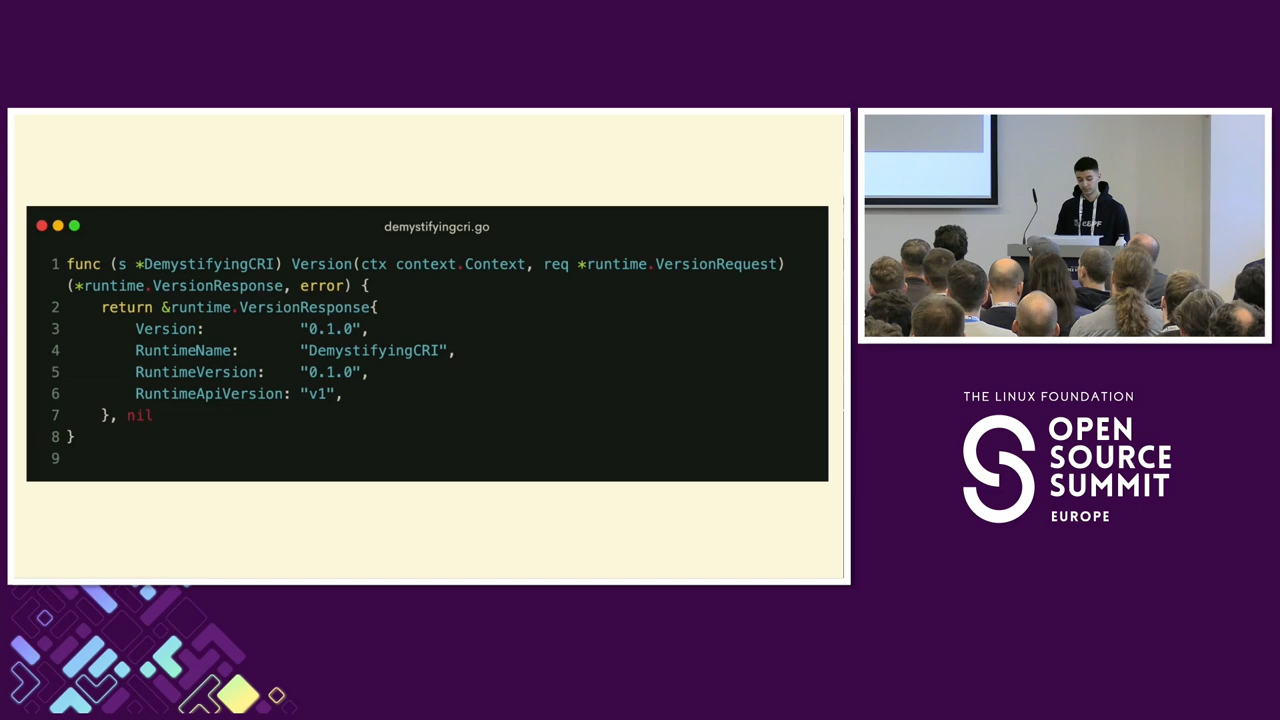 demystifyingcri.go
1 func (s *DemystifyingCRI) Version(ctx context.Context, req *runtime.VersionRequest)
(*runtime.VersionResponse, error) {
2     return &runtime.VersionResponse{
3         Version:            "0.1.0",
4         RuntimeName:        "DemystifyingCRI",
5         RuntimeVersion:     "0.1.0",
6         RuntimeApiVersion: "v1",
7     }, nil
8 }
9
THE LINUX FOUNDATION
OPEN
SOURCE
SUMMIT
EUROPE